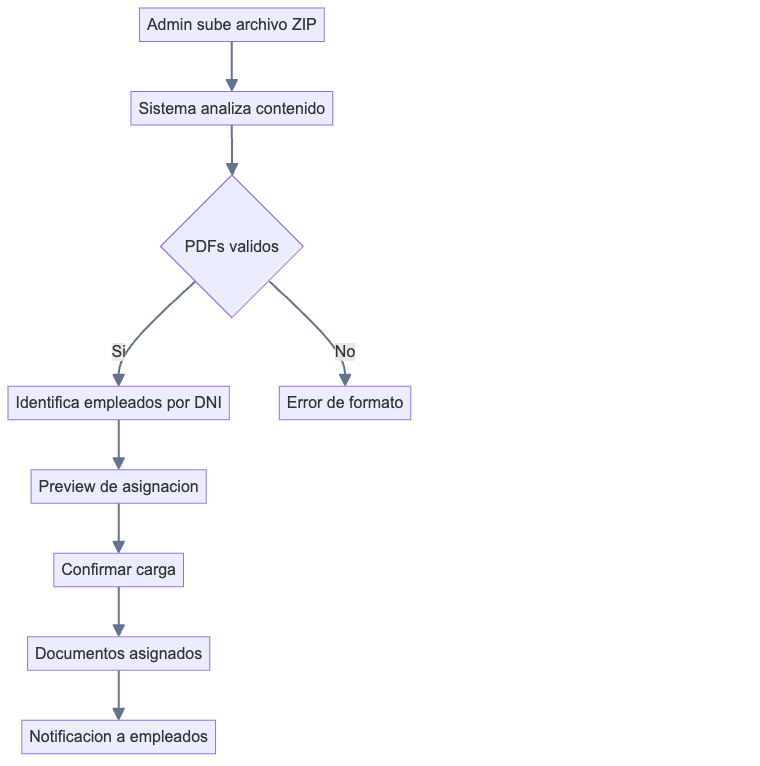 Admin sube archivo ZIP
Sistema analiza contenido
PDFs validos
Si
No
Identifica empleados por DNI
Error de formato
Preview de asignacion
Confirmar carga
Documentos asignados
Notificacion a empleados